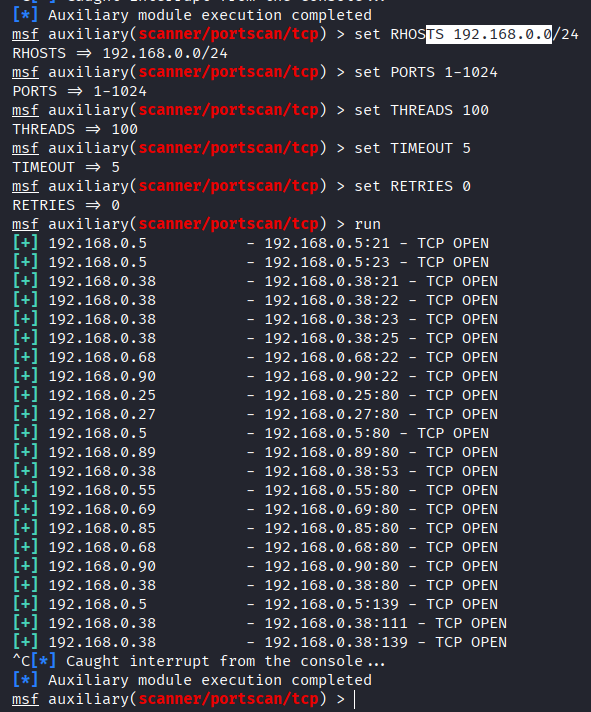 [*] Auxiliary module execution completed
msf auxiliary(scanner/portscan/tcp) > set RHOSTS 192.168.0.0/24
RHOSTS ⇒ 192.168.0.0/24
msf auxiliary(scanner/portscan/tcp) > set PORTS 1-1024
PORTS ⇒ 1-1024
msf auxiliary(scanner/portscan/tcp) > set THREADS 100
THREADS ⇒ 100
msf auxiliary(scanner/portscan/tcp) > set TIMEOUT 5
TIMEOUT ⇒ 5
msf auxiliary(scanner/portscan/tcp) > set RETRIES 0
RETRIES ⇒ 0
msf auxiliary(scanner/portscan/tcp) > run
[+] 192.168.0.5 - 192.168.0.5:21 - TCP OPEN
[+] 192.168.0.5 - 192.168.0.5:23 - TCP OPEN
[+] 192.168.0.38 - 192.168.0.38:21 - TCP OPEN
[+] 192.168.0.38 - 192.168.0.38:22 - TCP OPEN
[+] 192.168.0.38 - 192.168.0.38:23 - TCP OPEN
[+] 192.168.0.38 - 192.168.0.38:25 - TCP OPEN
[+] 192.168.0.68 - 192.168.0.68:22 - TCP OPEN
[+] 192.168.0.90 - 192.168.0.90:22 - TCP OPEN
[+] 192.168.0.25 - 192.168.0.25:80 - TCP OPEN
[+] 192.168.0.27 - 192.168.0.27:80 - TCP OPEN
[+] 192.168.0.5 - 192.168.0.5:80 - TCP OPEN
[+] 192.168.0.89 - 192.168.0.89:80 - TCP OPEN
[+] 192.168.0.38 - 192.168.0.38:53 - TCP OPEN
[+] 192.168.0.55 - 192.168.0.55:80 - TCP OPEN
[+] 192.168.0.69 - 192.168.0.69:80 - TCP OPEN
[+] 192.168.0.85 - 192.168.0.85:80 - TCP OPEN
[+] 192.168.0.68 - 192.168.0.68:80 - TCP OPEN
[+] 192.168.0.90 - 192.168.0.90:80 - TCP OPEN
[+] 192.168.0.38 - 192.168.0.38:80 - TCP OPEN
[+] 192.168.0.5 - 192.168.0.5:139 - TCP OPEN
[+] 192.168.0.38 - 192.168.0.38:111 - TCP OPEN
[+] 192.168.0.38 - 192.168.0.38:139 - TCP OPEN
^C[*] Caught interrupt from the console...
[*] Auxiliary module execution completed
msf auxiliary(scanner/portscan/tcp) >